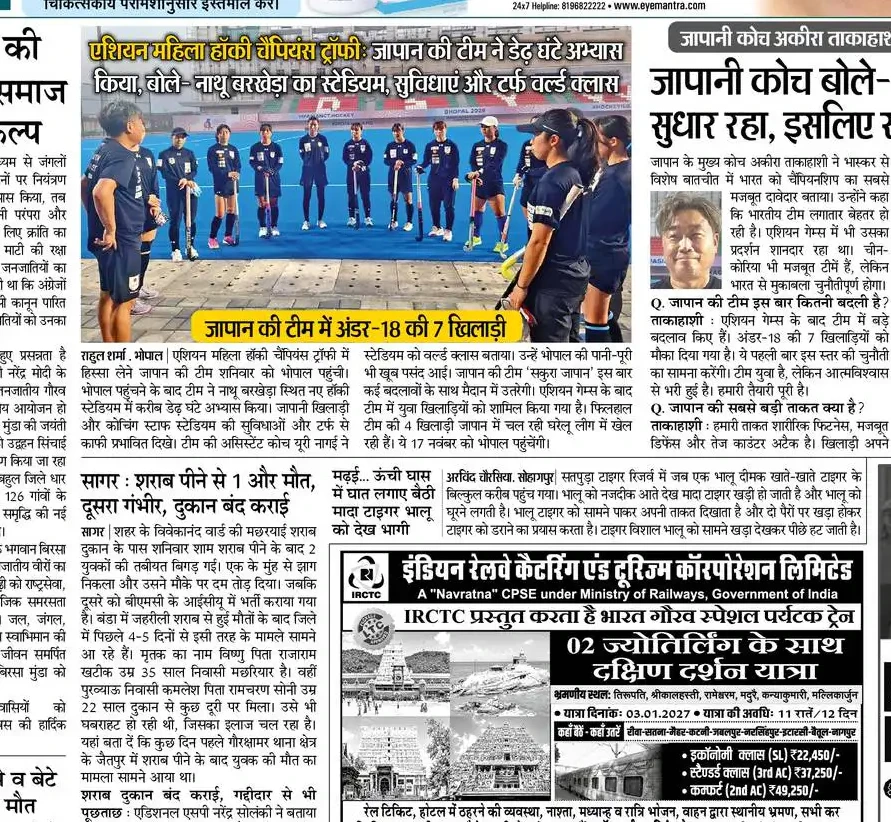 चिकित्सकीय परामर्शानुसार इस्तेमाल करें।
24x7 Helpline: 8196822222 • www.eyemantra.com
की
समाज
कल्प
एशियन महिला हॉकी चैंपियंस ट्रॉफी: जापान की टीम ने डेढ़ घंटे अभ्यास
किया, बोले- नाथू बरखेड़ा का स्टेडियम, सुविधाएं और टर्फ वर्ल्ड क्लास
जापान की टीम में अंडर-18 की 7 खिलाड़ी
राहुल शर्मा . भोपाल | एशियन महिला हॉकी चैंपियंस ट्रॉफी में
हिस्सा लेने जापान की टीम शनिवार को भोपाल पहुंची।
भोपाल पहुंचने के बाद टीम ने नाथू बरखेड़ा स्थित नए हॉकी
स्टेडियम में करीब डेढ़ घंटे अभ्यास किया। जापानी खिलाड़ी
और कोचिंग स्टाफ स्टेडियम की सुविधाओं और टर्फ से
काफी प्रभावित दिखे। टीम की असिस्टेंट कोच यूरी नागई ने
स्टेडियम को वर्ल्ड क्लास बताया। उन्हें भोपाल की पानी-पूरी
भी खूब पसंद आई। जापान की टीम ‘सकुरा जापान’ इस बार
कई बदलावों के साथ मैदान में उतरेगी। एशियन गेम्स के बाद
टीम में युवा खिलाड़ियों को शामिल किया गया है। फिलहाल
टीम की 4 खिलाड़ी जापान में चल रही घरेलू लीग में खेल
रही हैं। ये 17 नवंबर को भोपाल पहुंचेंगी।
जापानी कोच अकीरा ताकाहाश
जापानी कोच बोले-
सुधार रहा, इसलिए
जापान के मुख्य कोच अकीरा ताकाहाशी ने भास्कर से
विशेष बातचीत में भारत को चैंपियनशिप का सबसे
मजबूत दावेदार बताया। उन्होंने कहा
कि भारतीय टीम लगातार बेहतर हो
रही है। एशियन गेम्स में भी उसका
प्रदर्शन शानदार रहा था। चीन-
कोरिया भी मजबूत टीमें हैं, लेकिन
भारत से मुकाबला चुनौतीपूर्ण होगा।
Q. जापान की टीम इस बार कितनी बदली है?
ताकाहाशी : एशियन गेम्स के बाद टीम में बड़े
बदलाव किए हैं। अंडर-18 की 7 खिलाड़ियों को
मौका दिया गया है। ये पहली बार इस स्तर की चुनौती
का सामना करेंगी। टीम युवा है, लेकिन आत्मविश्वास
से भरी हुई है। हमारी तैयारी पूरी है।
Q. जापान की सबसे बड़ी ताकत क्या है?
ताकाहाशी : हमारी ताकत शारीरिक फिटनेस, मजबूत
डिफेंस और तेज काउंटर अटैक है। खिलाड़ी अपने
सागर : शराब पीने से 1 और मौत,
दूसरा गंभीर, दुकान बंद कराई
सागर | शहर के विवेकानंद वार्ड की मछरयाई शराब
दुकान के पास शनिवार शाम शराब पीने के बाद 2
युवकों की तबीयत बिगड़ गई। एक के मुंह से झाग
निकला और उसने मौके पर दम तोड़ दिया। जबकि
दूसरे को बीएमसी के आईसीयू में भर्ती कराया गया
है। बंडा में जहरीली शराब से हुई मौतों के बाद जिले
में पिछले 4-5 दिनों से इसी तरह के मामले सामने
आ रहे हैं। मृतक का नाम विष्णु पिता राजाराम
खटीक उम्र 35 साल निवासी मछरियार है। वहीं
पुरव्याऊ निवासी कमलेश पिता रामचरण सोनी उम्र
22 साल दुकान से कुछ दूरी पर मिला। उसे भी
घबराहट हो रही थी, जिसका इलाज चल रहा है।
यहां बता दें कि कुछ दिन पहले गौरझामर थाना क्षेत्र
के जैतपुर में शराब पीने के बाद युवक की मौत का
मामला सामने आया था।
शराब दुकान बंद कराई, गद्दीदार से भी
पूछताछ : एडिशनल एसपी नरेंद्र सोलंकी ने बताया
मढ़ई... ऊंची घास
में घात लगाए बैठी
मादा टाइगर भालू
को देख भागी
अरविंद चौरसिया. सोहागपुर | सतपुड़ा टाइगर रिजर्व में जब एक भालू दीमक खाते-खाते टाइगर के
बिल्कुल करीब पहुंच गया। भालू को नजदीक आते देख मादा टाइगर खड़ी हो जाती है और भालू को
घूरने लगती है। भालू टाइगर को सामने पाकर अपनी ताकत दिखाता है और दो पैरों पर खड़ा होकर
टाइगर को डराने का प्रयास करता है। टाइगर विशाल भालू को सामने खड़ा देखकर पीछे हट जाती है।
IRCTC
इंडियन रेलवे कैटरिंग एंड टूरिज्म कॉरपोरेशन लिमिटेड
A "Navratna" CPSE under Ministry of Railways, Government of India
IRCTC प्रस्तुत करता है भारत गौरव स्पेशल पर्यटक ट्रेन
02 ज्योतिर्लिंग के साथ
दक्षिण दर्शन यात्रा
भ्रमणीय स्थल: तिरूपति, श्रीकालहस्ती, रामेश्वरम, मदुरै, कन्याकुमारी, मल्लिकार्जुन
• यात्रा दिनांक: 03.01.2027 • यात्रा की अवधि: 11 रातें/12 दिन
कहाँ बैठें - कहाँ उतरें रीवा-सतना-मैहर-कटनी-जबलपुर-नरसिंहपुर-इटारसी-बैतूल-नागपुर
• इकॉनोमी क्लास (SL) ₹22,450/-
• स्टैण्डर्ड क्लास (3rd AC) ₹37,250/-
• कम्फर्ट (2nd AC) ₹49,250/-
रेल टिकिट, होटल में ठहरने की व्यवस्था, नाश्ता, मध्यान्ह व रात्रि भोजन, वाहन द्वारा स्थानीय भ्रमण, सभी कर
व बेटे
मौत